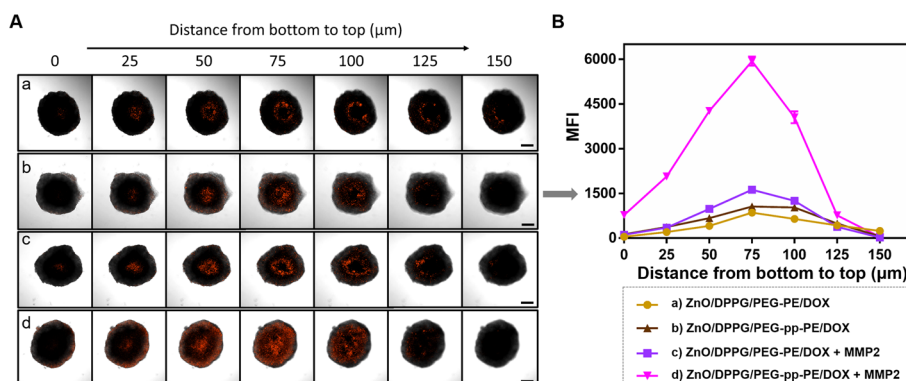 A
Distance from bottom to top (μm)
0 25 50 75 100 125 150
a
b
c
d
B
6000
4500
3000
1500
0
MFI
0 25 50 75 100 125 150
Distance from bottom to top (μm)
a) ZnO/DPPG/PEG-PE/DOX
b) ZnO/DPPG/PEG-pp-PE/DOX
c) ZnO/DPPG/PEG-PE/DOX + MMP2
d) ZnO/DPPG/PEG-pp-PE/DOX + MMP2